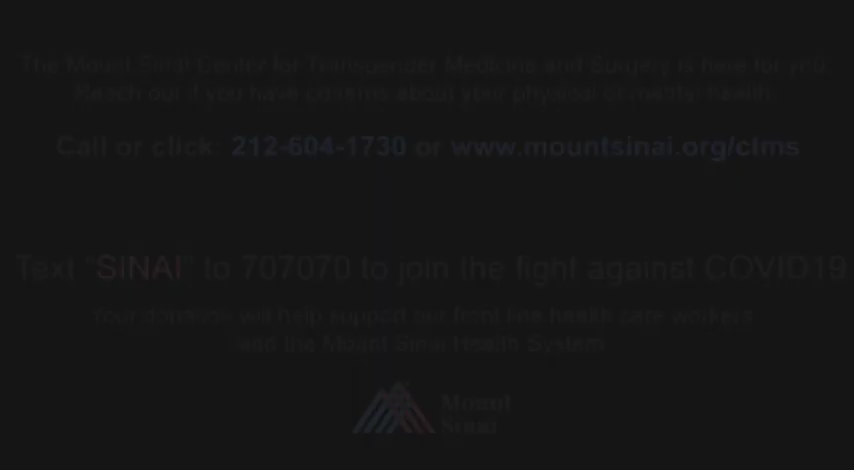 The Mount Sinai Center for Transgender Medicine and Surgery is here for you.
Reach out if you have concerns about your physical or mental health.
Call or click: 212-604-1730 or www.mountsinai.org/ctms
Text “SINAI” to 707070 to join the fight against COVID19
Your donation will help support our front line health care workers
and the Mount Sinai Health System.
Mount
Sinai